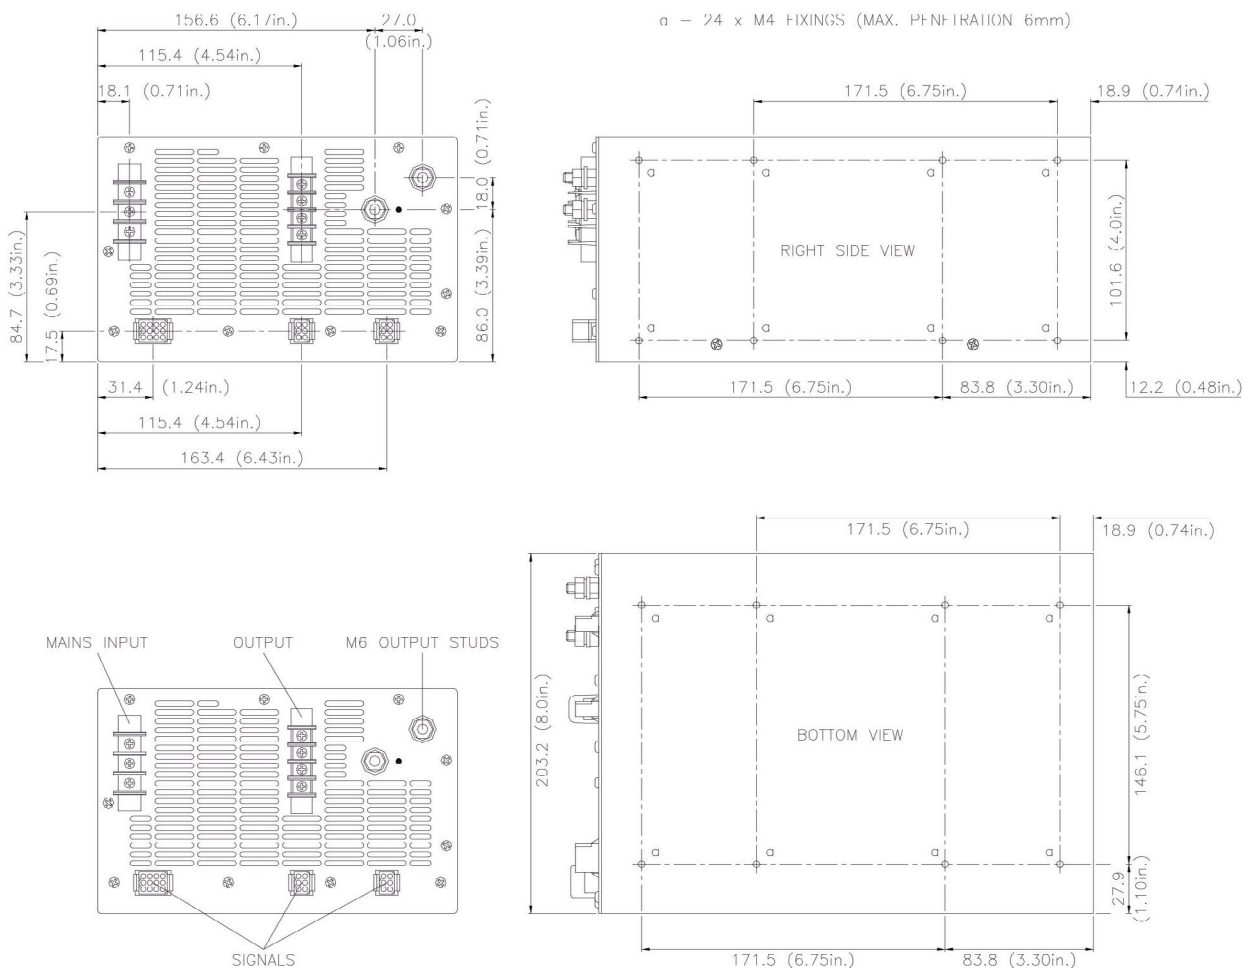 156.6 (6.17in.)
27.0
(1.06in.)
115.4 (4.54in.)
18.1 (0.71in.)
18.0 (0.71in.)
86.0 (3.39in.)
84.7 (3.33in.)
17.5 (0.69in.)
31.4 (1.24in.)
115.4 (4.54in.)
163.4 (6.43in.)
a – 24 x M4 FIXINGS (MAX. PENETRATION 6mm)
171.5 (6.75in.)
18.9 (0.74in.)
a a a a
RIGHT SIDE VIEW
101.6 (4.0in.)
a a a a
171.5 (6.75in.)
83.8 (3.30in.)
12.2 (0.48in.)
MAINS INPUT
OUTPUT
M6 OUTPUT STUDS
SIGNALS
171.5 (6.75in.)
18.9 (0.74in.)
203.2 (8.0in.)
a a a a
BOTTOM VIEW
146.1 (5.75in.)
a a a a
27.9
(1.10in.)
171.5 (6.75in.)
83.8 (3.30in.)